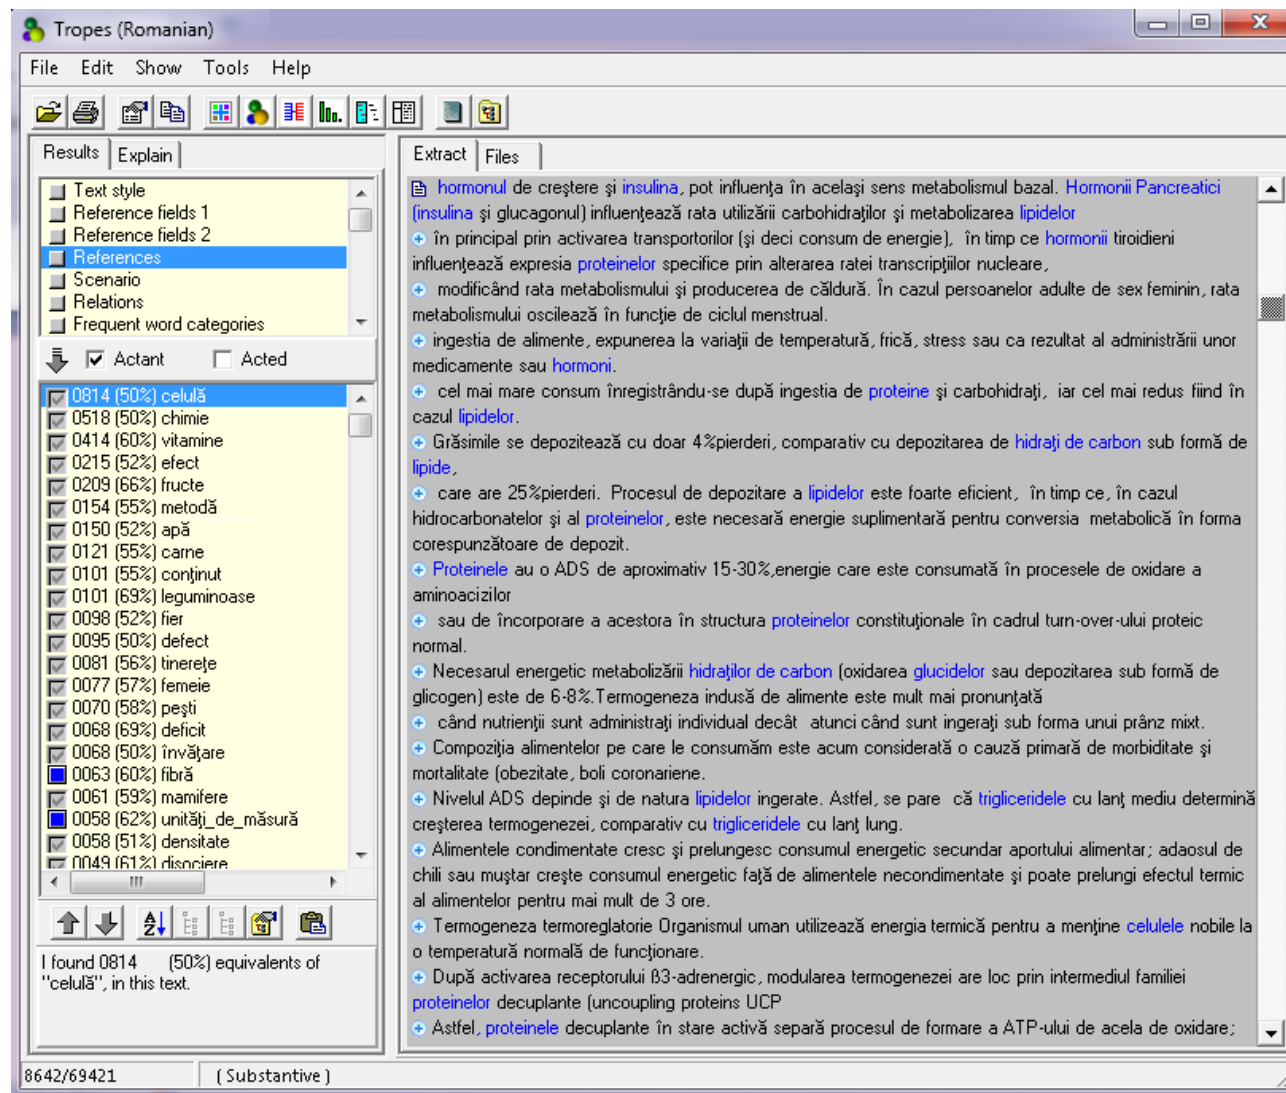 Tropes (Romanian)
File Edit Show Tools Help
Results Explain
Text style
Reference fields 1
Reference fields 2
References
Scenario
Relations
Frequent word categories
Actant Acted
0814 (50%) celulă
0518 (50%) chimie
0414 (60%) vitamine
0215 (52%) efect
0209 (66%) fructe
0154 (55%) metodă
0150 (52%) apă
0121 (55%) carne
0101 (55%) conţinut
0101 (69%) leguminoase
0098 (52%) fier
0095 (50%) defect
0081 (56%) tinereţe
0077 (57%) femeie
0070 (58%) peşti
0068 (69%) deficit
0068 (50%) învăţare
0063 (60%) fibră
0061 (59%) mamifere
0058 (62%) unităţi_de_măsură
0058 (51%) densitate
0049 (61%) disociere
I found 0814 (50%) equivalents of
"celulă", in this text.
Extract Files
hormonul de creştere şi insulina, pot influenţa în acelaşi sens metabolismul bazal. Hormonii Pancreatici
(insulina şi glucagonul) influenţează rata utilizării carbohidraţilor şi metabolizarea lipidelor
în principal prin activarea transportorilor (şi deci consum de energie), în timp ce hormonii tiroidieni
influenţează expresia proteinelor specifice prin alterarea ratei transcripţiilor nucleare,
modificând rata metabolismului şi producerea de căldură. În cazul persoanelor adulte de sex feminin, rata
metabolismului oscilează în funcţie de ciclul menstrual.
ingestia de alimente, expunerea la variaţii de temperatură, frică, stress sau ca rezultat al administrării unor
medicamente sau hormoni.
cel mai mare consum înregistrându-se după ingestia de proteine şi carbohidraţi, iar cel mai redus fiind în
cazul lipidelor.
Grăsimile se depozitează cu doar 4%pierderi, comparativ cu depozitarea de hidraţi de carbon sub formă de
lipide,
care are 25%pierderi. Procesul de depozitare a lipidelor este foarte eficient, în timp ce, în cazul
hidrocarbonatelor şi al proteinelor, este necesară energie suplimentară pentru conversia metabolică în forma
corespunzătoare de depozit.
Proteinele au o ADS de aproximativ 15-30%,energie care este consumată în procesele de oxidare a
aminoacizilor
sau de încorporare a acestora în structura proteinelor constituţionale în cadrul turn-over-ului proteic
normal.
Necesarul energetic metabolizării hidraţilor de carbon (oxidarea glucidelor sau depozitarea sub formă de
glicogen) este de 6-8%.Termogeneza indusă de alimente este mult mai pronunţată
când nutrienţii sunt administraţi individual decât atunci când sunt ingeraţi sub forma unui prânz mixt.
Compoziţia alimentelor pe care le consumăm este acum considerată o cauză primară de morbiditate şi
mortalitate (obezitate, boli coronariene.
Nivelul ADS depinde şi de natura lipidelor ingerate. Astfel, se pare că trigliceridele cu lanţ mediu determină
creşterea termogenezei, comparativ cu trigliceridele cu lanţ lung.
Alimentele condimentate cresc şi prelungesc consumul energetic secundar aportului alimentar; adaosul de
chili sau muştar creşte consumul energetic faţă de alimentele necondimentate şi poate prelungi efectul termic
al alimentelor pentru mai mult de 3 ore.
Termogeneza termoreglatorie Organismul uman utilizează energia termică pentru a menţine celulele nobile la
o temperatură normală de funcţionare.
După activarea receptorului ß3-adrenergic, modularea termogenezei are loc prin intermediul familiei
proteinelor decuplante (uncoupling proteins UCP
Astfel, proteinele decuplante în stare activă separă procesul de formare a ATP-ului de acela de oxidare;
8642/69421 ( Substantive )